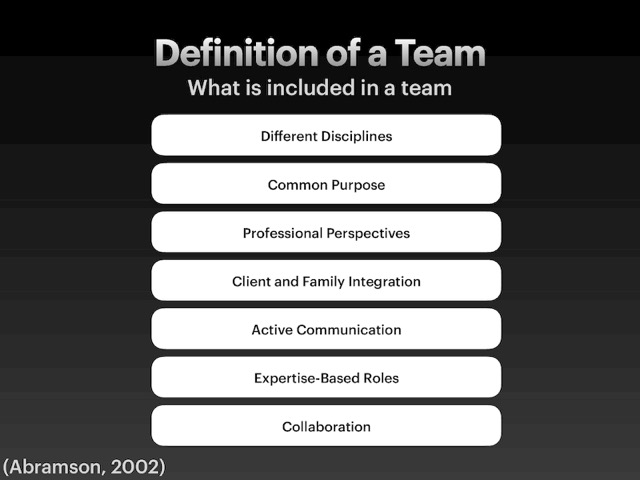 Definition of a Team
What is included in a team
Different Disciplines
Common Purpose
Professional Perspectives
Client and Family Integration
Active Communication
Expertise-Based Roles
Collaboration
(Abramson, 2002)